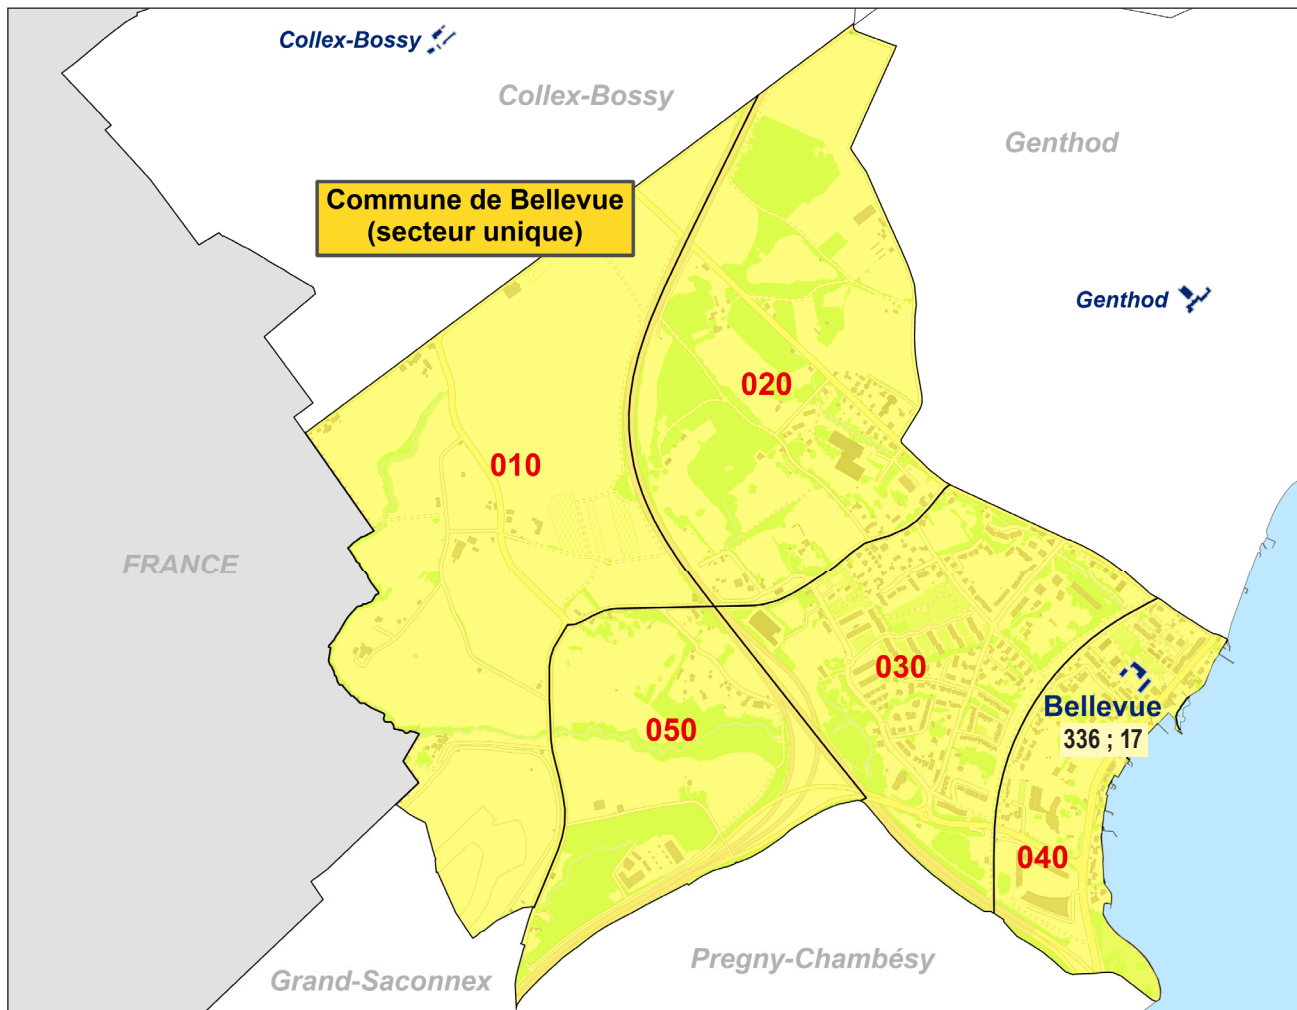 Collex-Bossy
Collex-Bossy
Genthod
Commune de Bellevue
(secteur unique)
Genthod
020
010
FRANCE
030
Bellevue
336 ; 17
050
040
Pregny-Chambésy
Grand-Saconnex